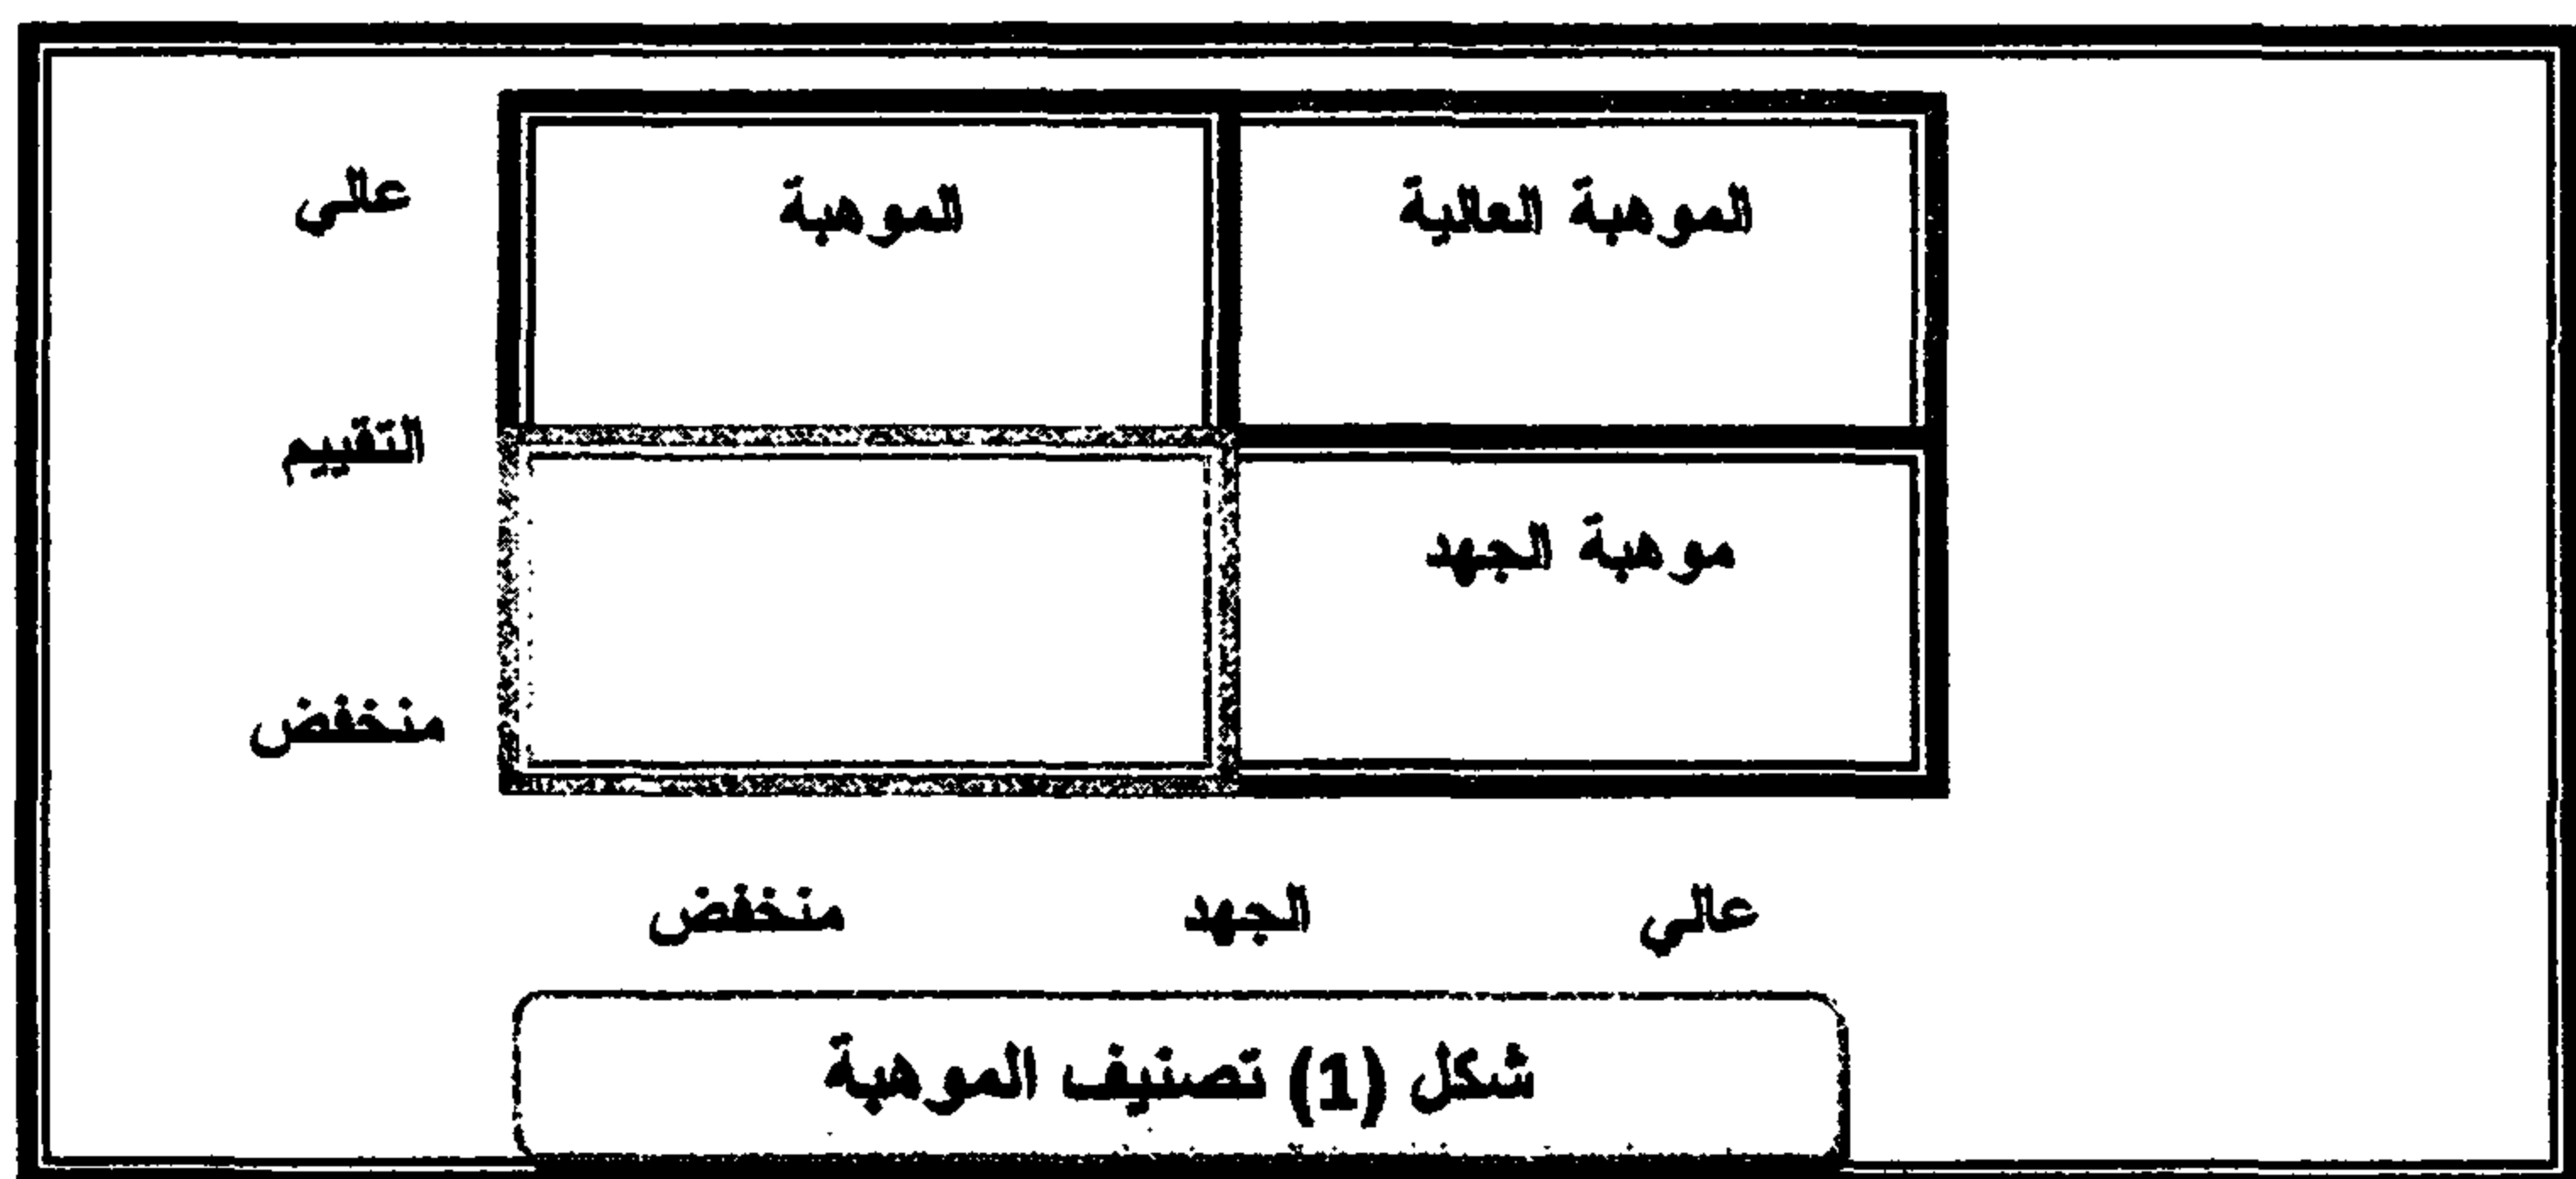 عالي
الموهبة العالية
الموهبة
التقييم
موهبة الجهد
منخفض
عالي
الجهد
منخفض
شكل (1) تصنيف الموهبة